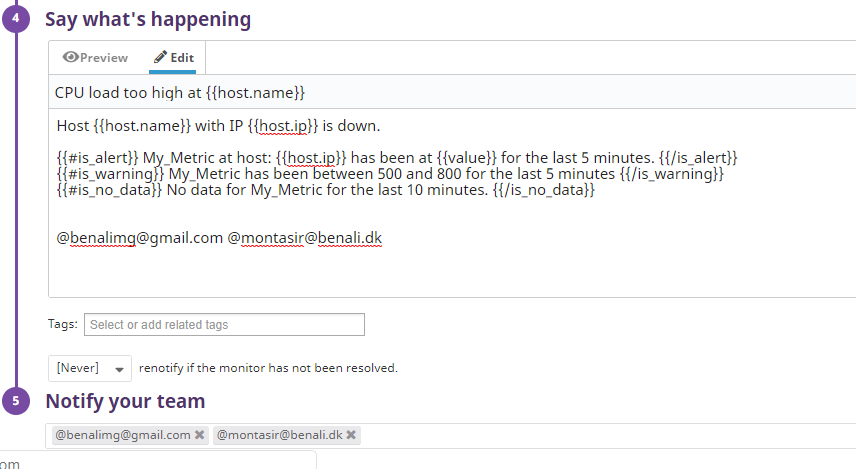 4 Say what's happening
Preview Edit
CPU load too high at {{host.name}}
Host {{host.name}} with IP {{host.ip}} is down.
{{#is_alert}} My_Metric at host: {{host.ip}} has been at {{value}} for the last 5 minutes. {{/is_alert}}
{{#is_warning}} My_Metric has been between 500 and 800 for the last 5 minutes {{/is_warning}}
{{#is_no_data}} No data for My_Metric for the last 10 minutes. {{/is_no_data}}
@benalimg@gmail.com @montasir@benali.dk
Tags: Select or add related tags
[Never] renotify if the monitor has not been resolved.
5 Notify your team
@benalimg@gmail.com ✖ @montasir@benali.dk ✖
om